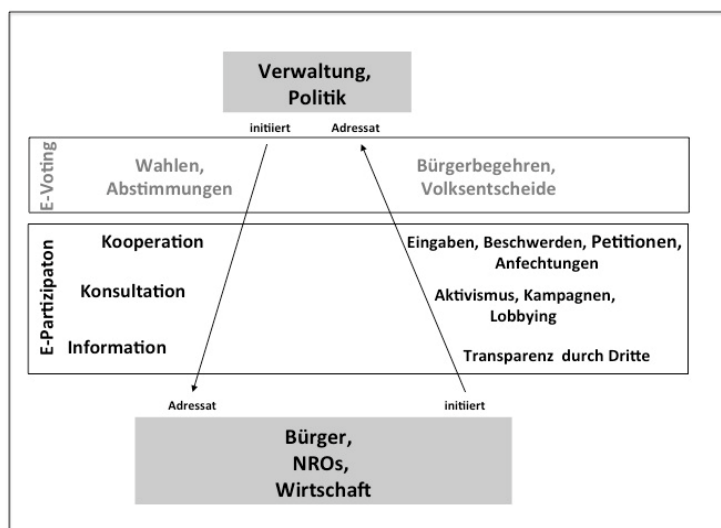 Verwaltung,
Politik
initiiert Adressat
E-Voting
Wahlen,
Abstimmungen
Bürgerbegehren,
Volksentscheide
E-Partizipaton
Kooperation
Konsultation
Information
Eingaben, Beschwerden, Petitionen,
Anfechtungen
Aktivismus, Kampagnen,
Lobbying
Transparenz durch Dritte
Adressat initiiert
Bürger,
NROs,
Wirtschaft